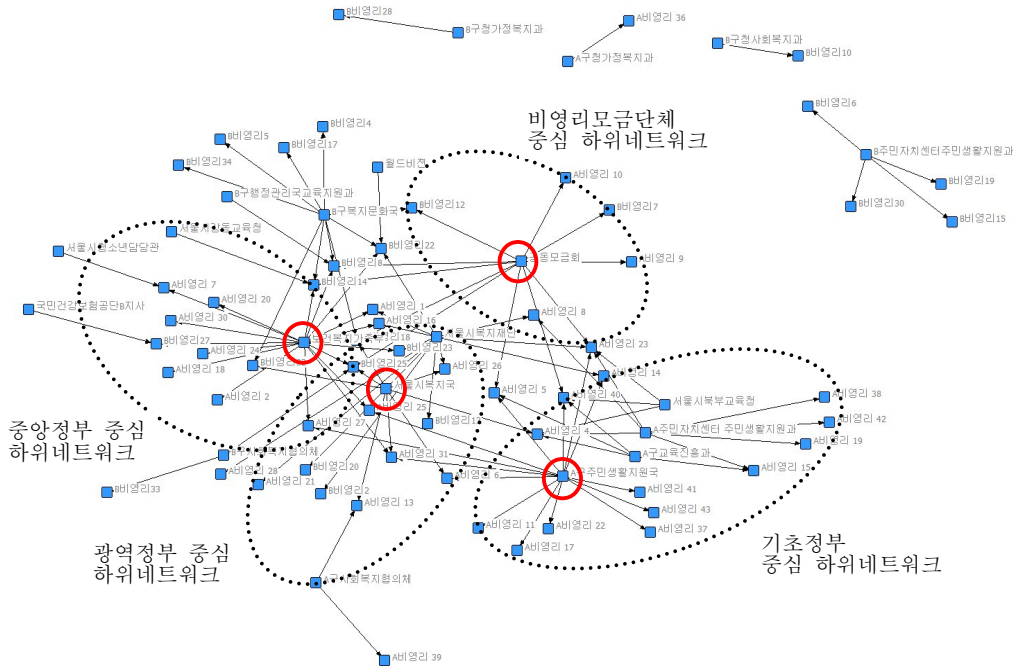 B비영리28
B구청가정복지과
A비영리 36
A구청가정복지과
B구청사회복지과
B비영리10
비영리모금단체
중심 하위네트워크
B비영리6
B주민자치센터주민생활지원과
B비영리19
B비영리30
B비영리15
B비영리4
B비영리5
B비영리17
B비영리34
월드비전
B구행정관리국교육지원과
A비영리 10
B비영리12
B비영리7
B구복지문화국
B비영리22
A비영리 9
B비영리8
B비영리14
A비영리 7
A비영리 20
국민건강보험공단B지사
A비영리 1
A비영리 16
A비영리 8
A비영리 30
서울시복지재단
B비영리27
A비영리 24
B비영리23
A비영리 23
A비영리 18
B비영리25
A비영리 26
A비영리 14
서울시복지국
A비영리 5
A비영리 40
A비영리 38
A비영리 2
A비영리 25
서울시북부교육청
중앙정부 중심
하위네트워크
A비영리 27
A비영리 4
A주민자치센터 주민생활지원과
A비영리 42
A비영리 19
A비영리 31
A구교육진흥과
A비영리 15
A비영리 28
B비영리20
A비영리 21
B비영리2
A비영리 6
B비영리33
A비영리 13
A비영리 41
A비영리 43
A비영리 11
A비영리 22
A비영리 37
A비영리 17
광역정부 중심
하위네트워크
기초정부
중심 하위네트워크
A구사회복지협의체
A비영리 39